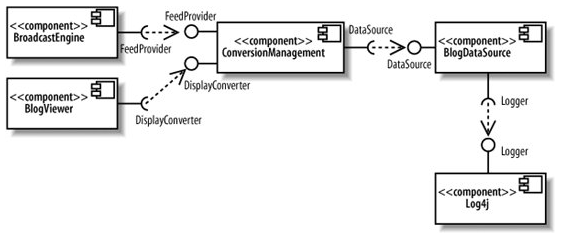 <<component>>
BroadcastEngine
FeedProvider
FeedProvider
<<component>>
ConversionManagement
DataSource
DataSource
<<component>>
BlogDataSource
<<component>>
BlogViewer
DisplayConverter
DisplayConverter
Logger
Logger
<<component>>
Log4j